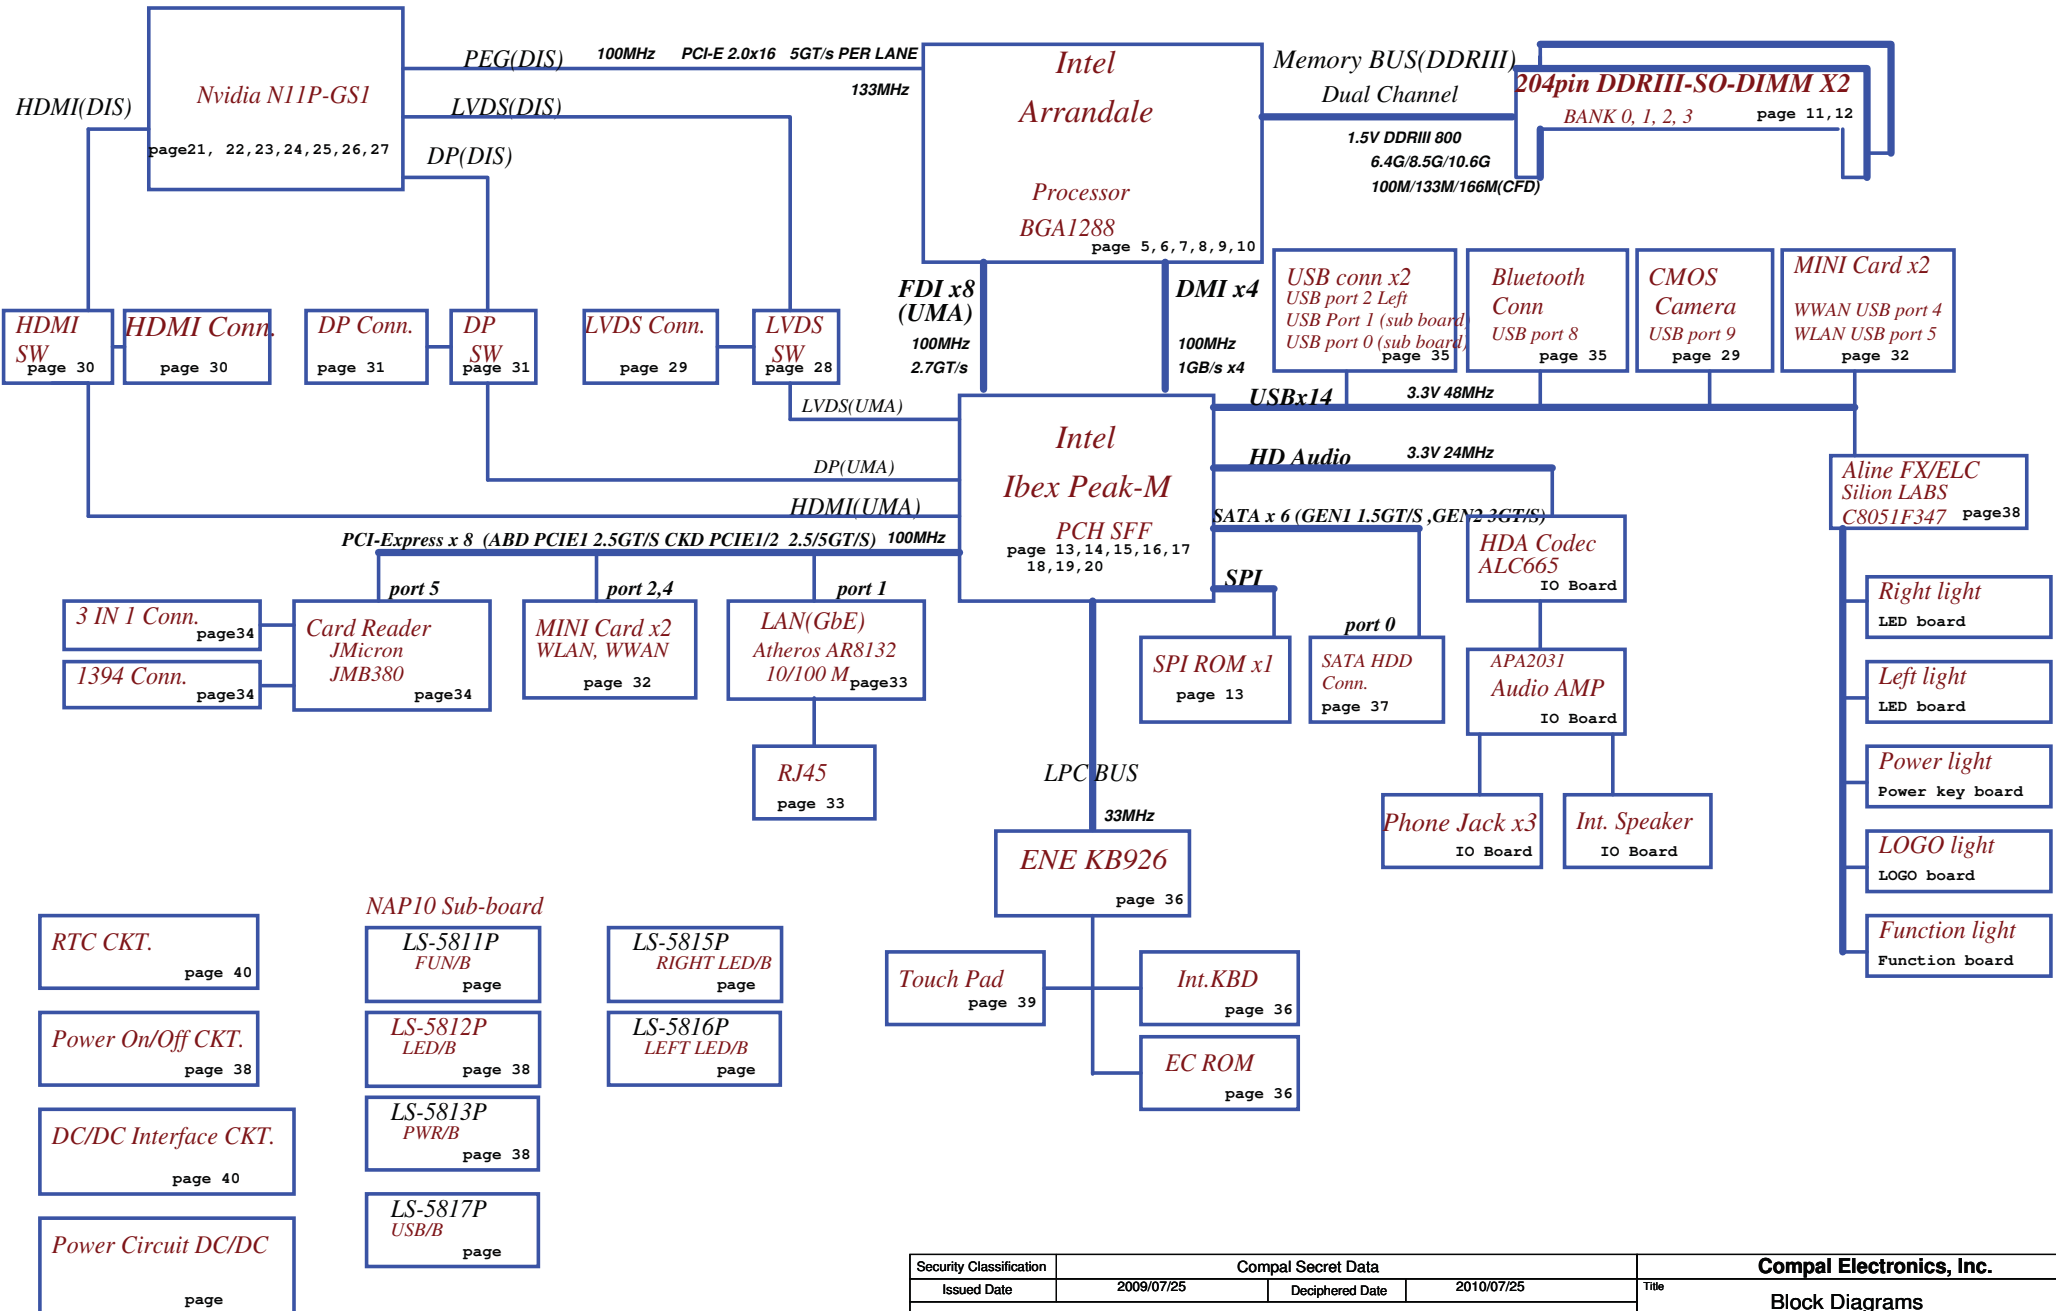 PEG(DIS) 100MHz PCI-E 2.0x16 5GT/s PER LANE
133MHz
HDMI(DIS)
Nvidia N11P-GS1
page21, 22,23,24,25,26,27
LVDS(DIS)
DP(DIS)
Intel
Arrandale
Processor
BGA1288
page 5,6,7,8,9,10
Memory BUS(DDRIII)
Dual Channel
1.5V DDRIII 800
6.4G/8.5G/10.6G
100M/133M/166M(CFD)
204pin DDRIII-SO-DIMM X2
BANK 0, 1, 2, 3 page 11,12
HDMI
SW
page 30
HDMI Conn.
page 30
DP Conn.
page 31
DP
SW
page 31
LVDS Conn.
page 29
LVDS
SW
page 28
FDI x8
(UMA)
100MHz
2.7GT/s
DMI x4
100MHz
1GB/s x4
USB conn x2
USB port 2 Left
USB Port 1 (sub board)
USB port 0 (sub board)
page 35
Bluetooth
Conn
USB port 8
page 35
CMOS
Camera
USB port 9
page 29
MINI Card x2
WWAN USB port 4
WLAN USB port 5
page 32
LVDS(UMA)
DP(UMA)
HDMI(UMA)
PCI-Express x 8 (ABD PCIE1 2.5GT/S CKD PCIE1/2 2.5/5GT/S) 100MHz
Intel
Ibex Peak-M
PCH SFF
page 13,14,15,16,17
18,19,20
USBx14 3.3V 48MHz
HD Audio 3.3V 24MHz
SATA x 6 (GEN1 1.5GT/S ,GEN2 3GT/S)
SPI
Aline FX/ELC
Silion LABS
C8051F347 page38
HDA Codec
ALC665
IO Board
port 5
port 2,4
port 1
port 0
3 IN 1 Conn.
page34
1394 Conn.
page34
Card Reader
JMicron
JMB380
page34
MINI Card x2
WLAN, WWAN
page 32
LAN(GbE)
Atheros AR8132
10/100 M page33
RJ45
page 33
SPI ROM x1
page 13
SATA HDD
Conn.
page 37
APA2031
Audio AMP
IO Board
Phone Jack x3
IO Board
Int. Speaker
IO Board
Right light
LED board
Left light
LED board
Power light
Power key board
LOGO light
LOGO board
Function light
Function board
LPC BUS
33MHz
ENE KB926
page 36
Touch Pad
page 39
Int.KBD
page 36
EC ROM
page 36
RTC CKT.
page 40
Power On/Off CKT.
page 38
DC/DC Interface CKT.
page 40
Power Circuit DC/DC
page
NAP10 Sub-board
LS-5811P
FUN/B
page
LS-5812P
LED/B
page 38
LS-5813P
PWR/B
page 38
LS-5817P
USB/B
page
LS-5815P
RIGHT LED/B
page
LS-5816P
LEFT LED/B
page
Security Classification Compal Secret Data
Issued Date 2009/07/25 Deciphered Date 2010/07/25
Compal Electronics, Inc.
Title
Block Diagrams